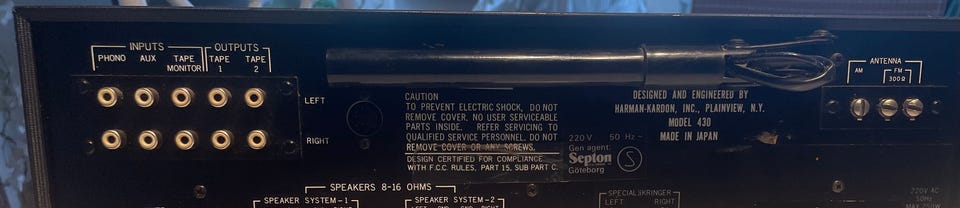 INPUTS
OUTPUTS
PHONO
AUX
TAPE
MONITOR
TAPE
1
TAPE
2
LEFT
RIGHT
CAUTION
TO PREVENT ELECTRIC SHOCK, DO NOT
REMOVE COVER, NO USER SERVICEABLE
PARTS INSIDE. REFER SERVICING TO
QUALIFIED SERVICE PERSONNEL. DO NOT
REMOVE COVER OR ANY SCREWS.
DESIGN CERTIFIED FOR COMPLIANCE
WITH F.C.C. RULES, PART 15, SUB PART C.
220 V 50 Hz ~
Gen agent:
Septon
Göteborg
S
DESIGNED AND ENGINEERED BY
HARMAN-KARDON, INC., PLAINVIEW, N.Y.
MODEL 430
MADE IN JAPAN
ANTENNA
AM
FM
300Ω
SPEAKERS 8-16 OHMS
SPEAKER SYSTEM-1
SPEAKER SYSTEM-2
LEFT RIGHT
220V AC
50Hz
MAX 250W